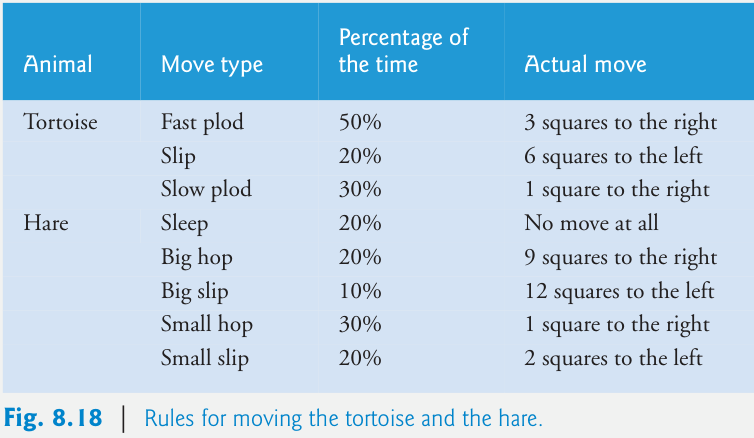 Animal Move type Percentage of the time Actual move
Tortoise Fast plod 50% 3 squares to the right
Slip 20% 6 squares to the left
Slow plod 30% 1 square to the right
Hare Sleep 20% No move at all
Big hop 20% 9 squares to the right
Big slip 10% 12 squares to the left
Small hop 30% 1 square to the right
Small slip 20% 2 squares to the left
Fig. 8.18 | Rules for moving the tortoise and the hare.